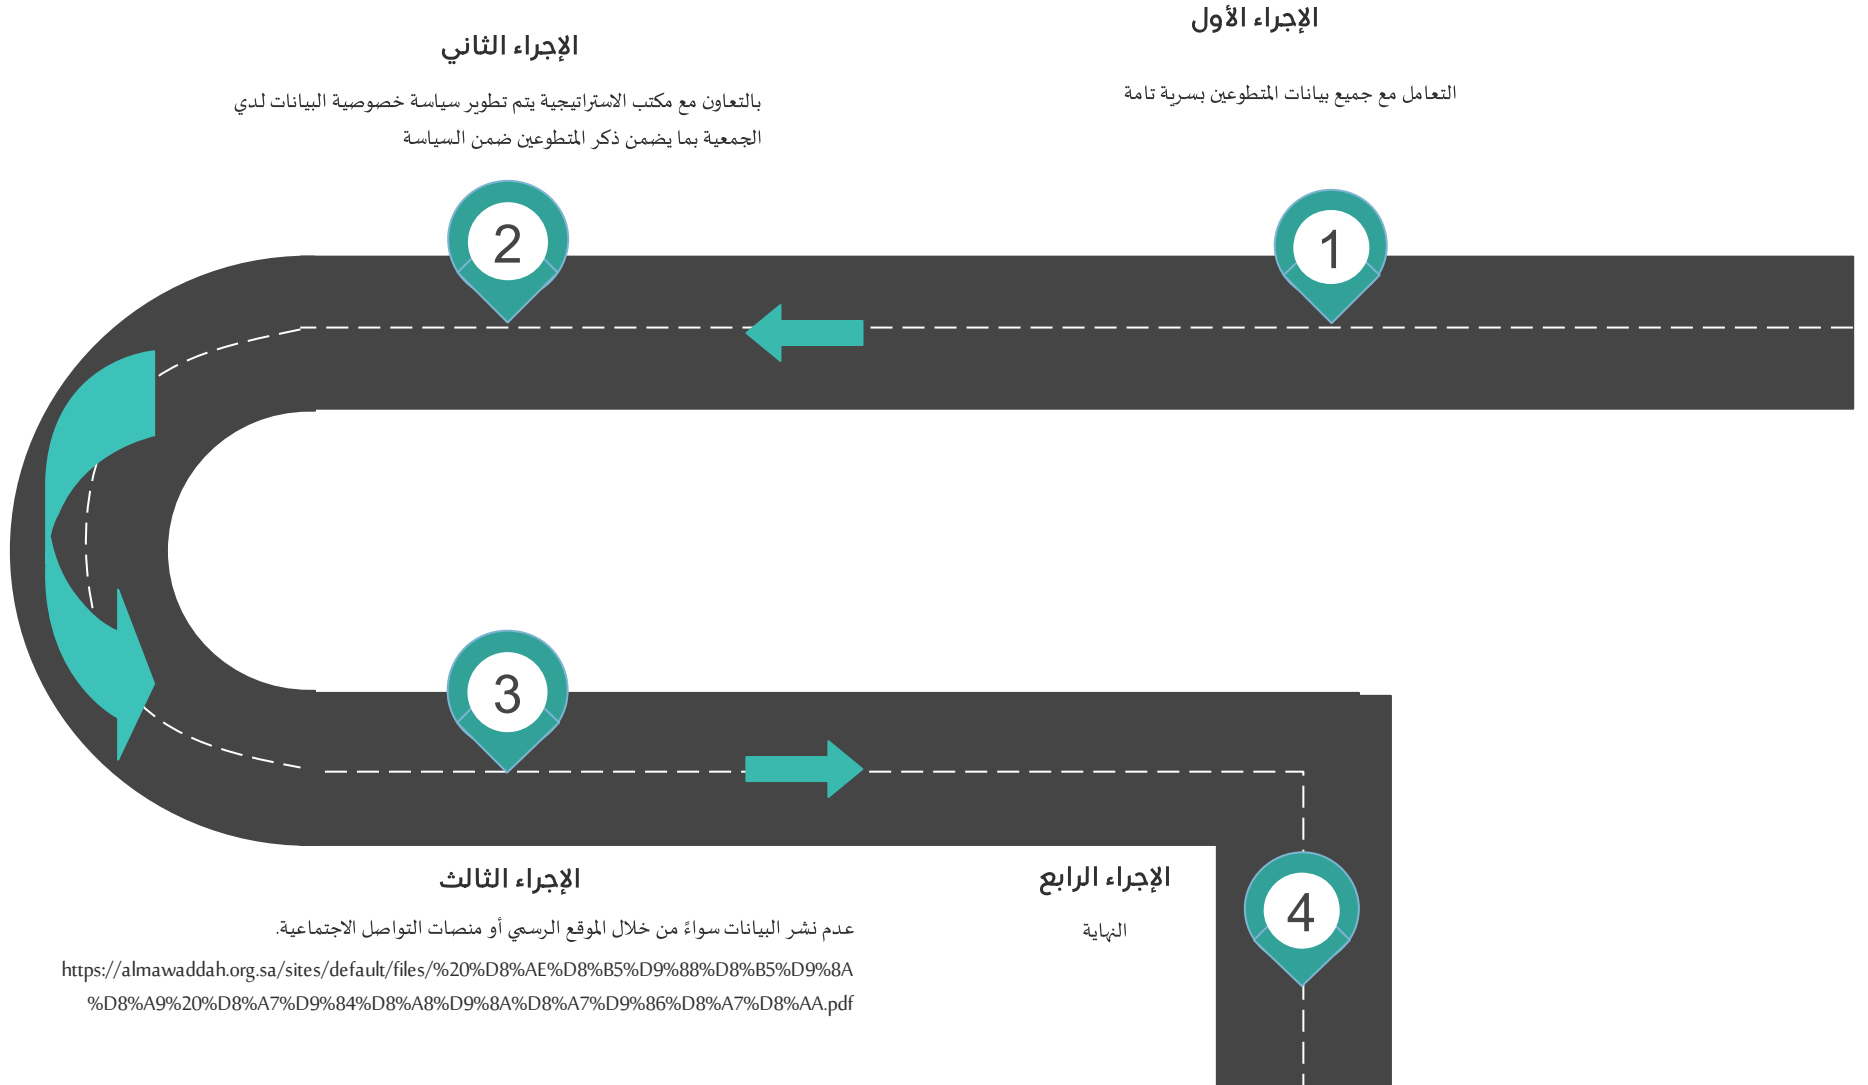 الإجراء الأول
التعامل مع جميع بيانات المتطوعين بسرية تامة
1
الإجراء الثاني
بالتعاون مع مكتب الاستراتيجية يتم تطوير سياسة خصوصية البيانات لدي
الجمعية بما يضمن ذكر المتطوعين ضمن السياسة
2
3
الإجراء الثالث
عدم نشر البيانات سواءً من خلال الموقع الرسمي أو منصات التواصل الاجتماعية.
https://almawaddah.org.sa/sites/default/files/%20%D8%AE%D8%B5%D9%88%D8%B5%D9%8A
%D8%A9%20%D8%A7%D9%84%D8%A8%D9%8A%D8%A7%D9%86%D8%A7%D8%AA.pdf
الإجراء الرابع
النهاية
4